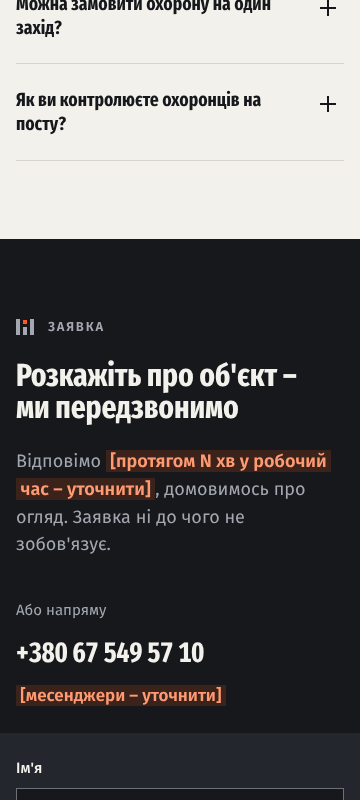 Можна замовити охорону на один
захід?
Як ви контролюєте охоронців на
посту?
ЗАЯВКА
Розкажіть про об'єкт –
ми передзвонимо
Відповімо [протягом N хв у робочий
час – уточнити], домовимось про
огляд. Заявка ні до чого не
зобов'язує.
Або напряму
+380 67 549 57 10
[месенджери – уточнити]
Ім'я